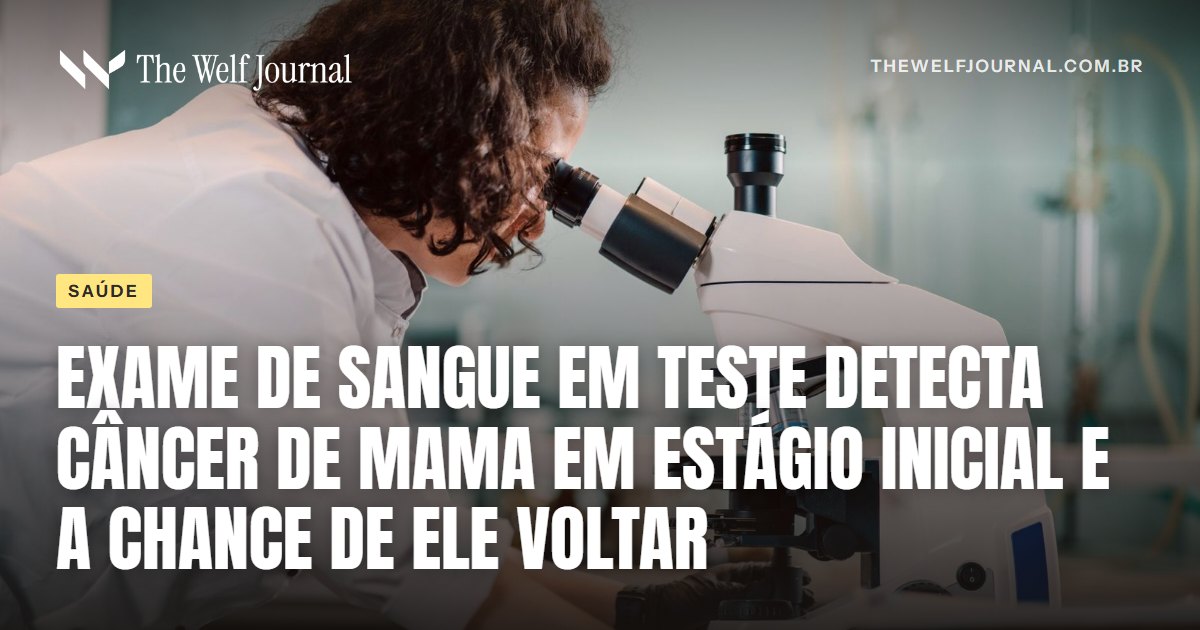 The Welf Journal
THEWELFJOURNAL.COM.BR
SAÚDE
EXAME DE SANGUE EM TESTE DETECTA
CÂNCER DE MAMA EM ESTÁGIO INICIAL E
A CHANCE DE ELE VOLTAR